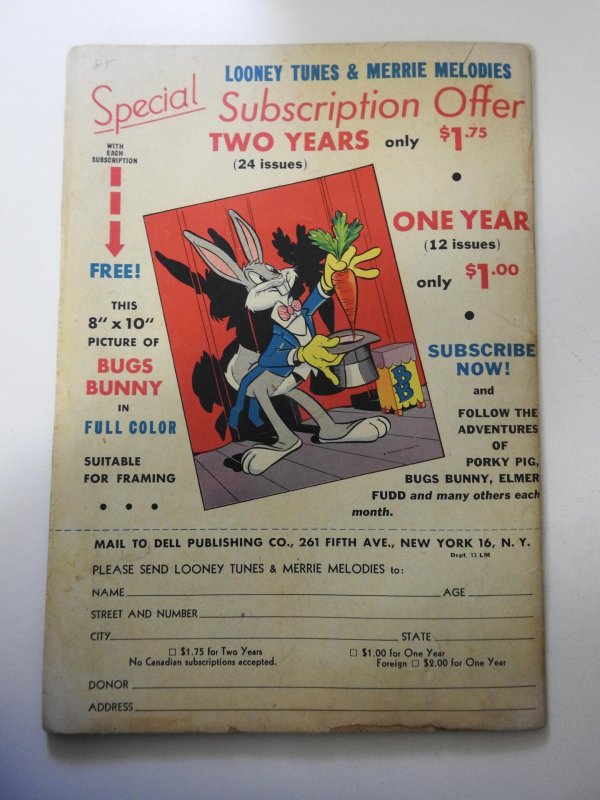 85
LOONEY TUNES & MERRIE MELODIES
Special Subscription Offer
TWO YEARS only $1.75
(24 issues)
WITH
EACH
SUBSCRIPTION
FREE!
THIS
8" x 10"
PICTURE OF
BUGS
BUNNY
IN
FULL COLOR
SUITABLE
FOR FRAMING
ONE YEAR
(12 issues)
only $1.00
BB
SUBSCRIBE
NOW!
and
FOLLOW THE
ADVENTURES
OF
PORKY PIG,
BUGS BUNNY, ELMER
FUDD and many others each
month.
MAIL TO DELL PUBLISHING CO., 261 FIFTH AVE., NEW YORK 16, N. Y.
Dept. 11 LM
PLEASE SEND LOONEY TUNES & MERRIE MELODIES to:
NAME AGE
STREET AND NUMBER
CITY STATE
□ $1.75 for Two Years □ $1.00 for One Year
No Canadian subscriptions accepted. Foreign □ $2.00 for One Year
DONOR
ADDRESS